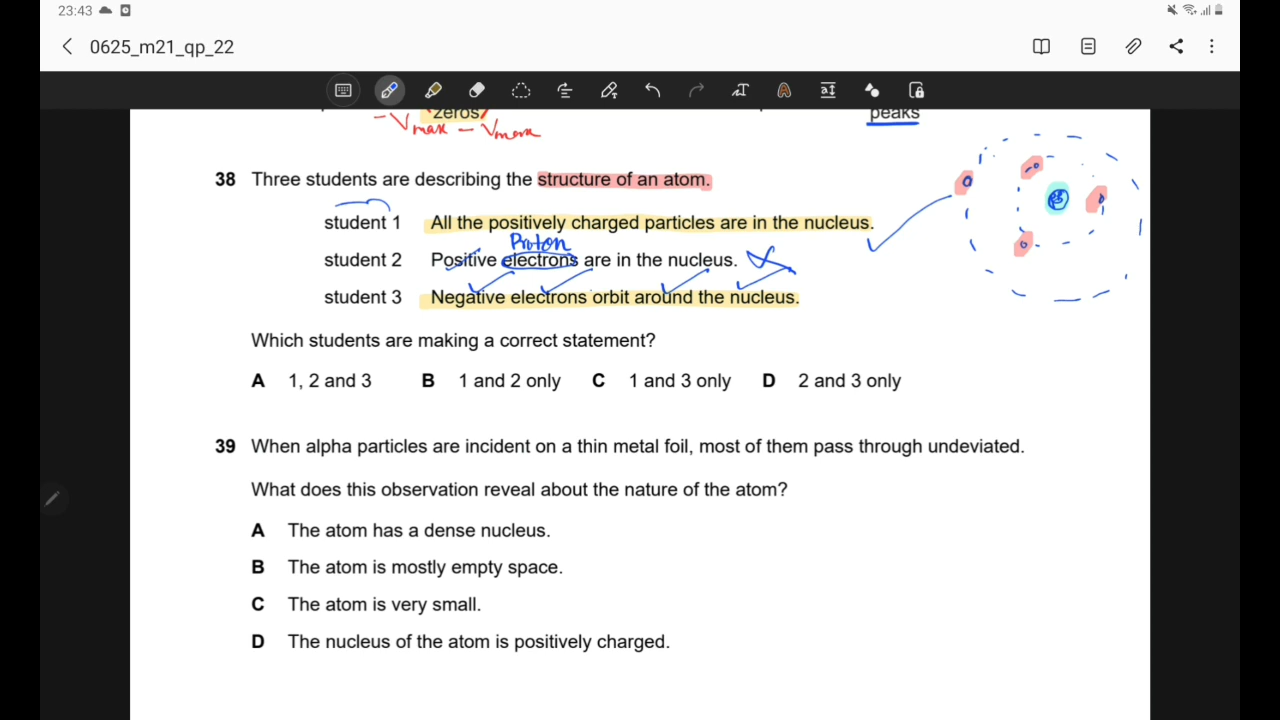 23:43
0625_m21_qp_22
zeros
peaks
- Vmax - Vmax
38 Three students are describing the structure of an atom.
student 1 All the positively charged particles are in the nucleus.
Proton
student 2 Positive electrons are in the nucleus.
student 3 Negative electrons orbit around the nucleus.
Which students are making a correct statement?
A 1, 2 and 3 B 1 and 2 only C 1 and 3 only D 2 and 3 only
39 When alpha particles are incident on a thin metal foil, most of them pass through undeviated.
What does this observation reveal about the nature of the atom?
A The atom has a dense nucleus.
B The atom is mostly empty space.
C The atom is very small.
D The nucleus of the atom is positively charged.